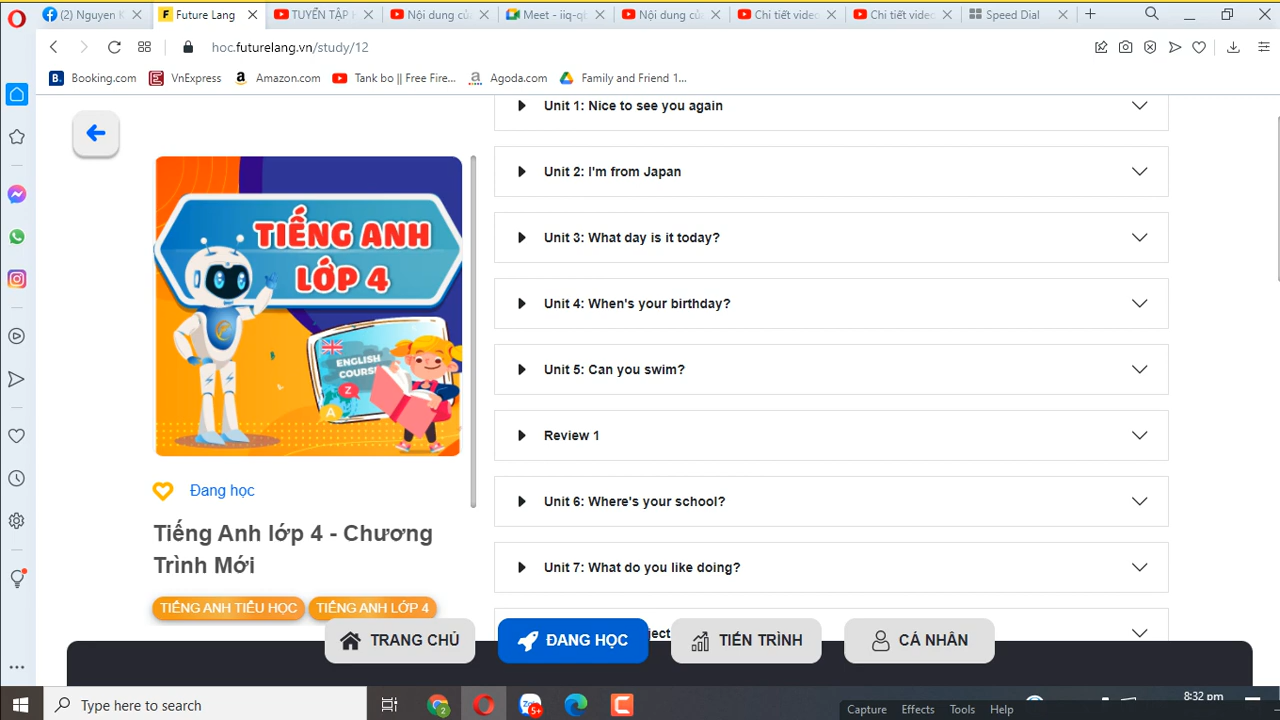 (2) Nguyen K
Future Lang
TUYỂN TẬP
Nội dung củ
Meet - iiq-qb
Nội dung củ
Chi tiết video
Chi tiết video
Speed Dial
hoc.futurelang.vn/study/12
Booking.com
VnExpress
Amazon.com
Tank bo || Free Fire...
Agoda.com
Family and Friend 1...
Unit 1: Nice to see you again
Unit 2: I'm from Japan
Unit 3: What day is it today?
Unit 4: When's your birthday?
Unit 5: Can you swim?
Review 1
Unit 6: Where's your school?
Unit 7: What do you like doing?
TIẾNG ANH
LỚP 4
ENGLISH
COURS
Z
A
Đang học
Tiếng Anh lớp 4 - Chương
Trình Mới
TIẾNG ANH TIỂU HỌC
TIẾNG ANH LỚP 4
TRANG CHỦ
ĐANG HỌC
TIẾN TRÌNH
CÁ NHÂN
Type here to search
2
5+
8:32 pm
Capture
Effects
Tools
Help